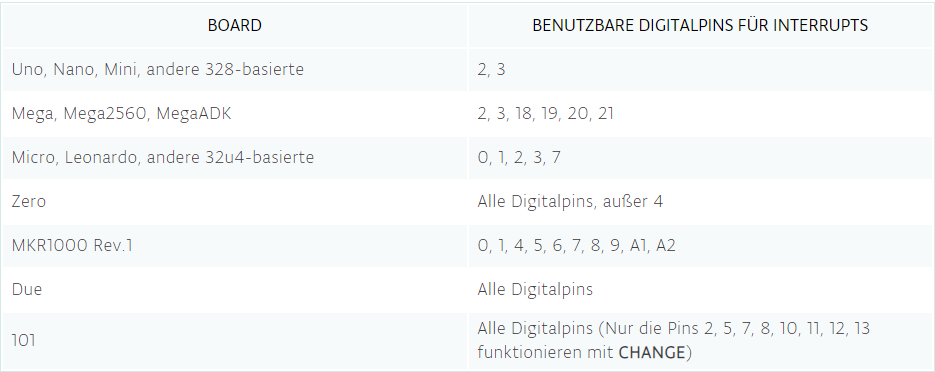 BOARD BENUTZBARE DIGITALPINS FÜR INTERRUPTS
Uno, Nano, Mini, andere 328-basierte 2, 3
Mega, Mega2560, MegaADK 2, 3, 18, 19, 20, 21
Micro, Leonardo, andere 32u4-basierte 0, 1, 2, 3, 7
Zero Alle Digitalpins, außer 4
MKR1000 Rev.1 0, 1, 4, 5, 6, 7, 8, 9, A1, A2
Due Alle Digitalpins
101 Alle Digitalpins (Nur die Pins 2, 5, 7, 8, 10, 11, 12, 13
funktionieren mit CHANGE)